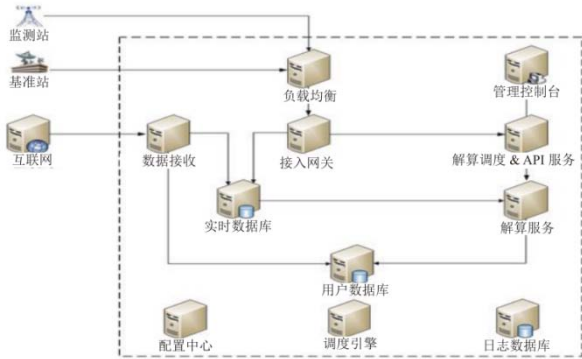 监测站
基准站
负载均衡
管理控制台
互联网
数据接收
接入网关
解算调度 & API 服务
实时数据库
解算服务
用户数据库
配置中心
调度引擎
日志数据库